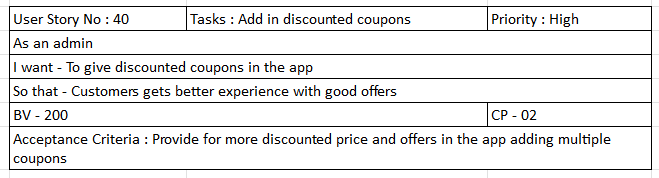 User Story No : 40 Tasks : Add in discounted coupons Priority : High
As an admin
I want - To give discounted coupons in the app
So that - Customers gets better experience with good offers
BV - 200 CP - 02
Acceptance Criteria : Provide for more discounted price and offers in the app adding multiple
coupons